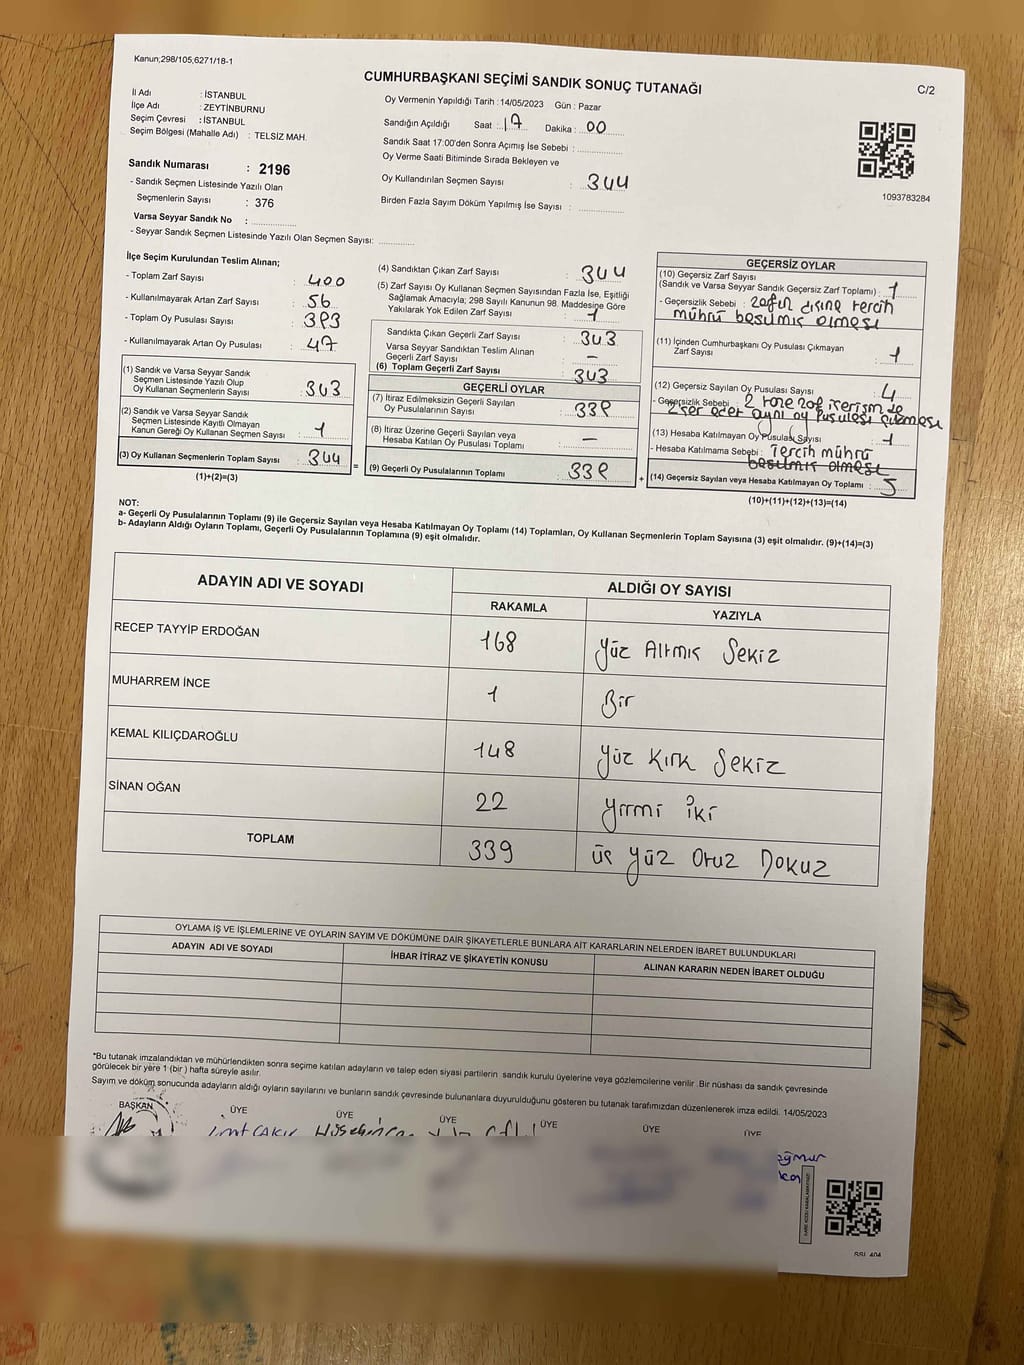 Kanun;298/105;6271/18-1
CUMHURBAŞKANI SEÇİMİ SANDIK SONUÇ TUTANAĞI
C/2
İl Adı : İSTANBUL
İlçe Adı : ZEYTİNBURNU
Seçim Çevresi : İSTANBUL
Seçim Bölgesi (Mahalle Adı) : TELSİZ MAH.
Sandık Numarası : 2196
- Sandık Seçmen Listesinde Yazılı Olan
Seçmenlerin Sayısı : 376
Varsa Seyyar Sandık No :
- Seyyar Sandık Seçmen Listesinde Yazılı Olan Seçmen Sayısı:
Oy Vermenin Yapıldığı Tarih : 14/05/2023 Gün : Pazar
Sandığın Açıldığı Saat : 17 Dakika : 00
Sandık Saat 17:00'den Sonra Açımış İse Sebebi :
Oy Verme Saati Bitiminde Sırada Bekleyen ve
Oy Kullandırılan Seçmen Sayısı : 344
Birden Fazla Sayım Döküm Yapılmış İse Sayısı :
1093783284
İlçe Seçim Kurulundan Teslim Alınan;
- Toplam Zarf Sayısı : 400
- Kullanılmayarak Artan Zarf Sayısı : 56
- Toplam Oy Pusulası Sayısı : 393
- Kullanılmayarak Artan Oy Pusulası : 47
(1) Sandık ve Varsa Seyyar Sandık
Seçmen Listesinde Yazılı Olup
Oy Kullanan Seçmenlerin Sayısı : 343
(2) Sandık ve Varsa Seyyar Sandık
Seçmen Listesinde Kayıtlı Olmayan
Kanun Gereği Oy Kullanan Seçmen Sayısı : 1
(3) Oy Kullanan Seçmenlerin Toplam Sayısı : 344
(1)+(2)=(3)
(4) Sandıktan Çıkan Zarf Sayısı : 344
(5) Zarf Sayısı Oy Kullanan Seçmen Sayısından Fazla İse, Eşitliği
Sağlamak Amacıyla; 298 Sayılı Kanunun 98. Maddesine Göre
Yakılarak Yok Edilen Zarf Sayısı : 1
Sandıkta Çıkan Geçerli Zarf Sayısı : 343
Varsa Seyyar Sandıktan Teslim Alınan
Geçerli Zarf Sayısı : –
(6) Toplam Geçerli Zarf Sayısı : 343
GEÇERLİ OYLAR
(7) İtiraz Edilmeksizin Geçerli Sayılan
Oy Pusulalarının Sayısı : 339
(8) İtiraz Üzerine Geçerli Sayılan veya
Hesaba Katılan Oy Pusulası Toplamı : –
=
(9) Geçerli Oy Pusulalarının Toplamı : 339
+
GEÇERSİZ OYLAR
(10) Geçersiz Zarf Sayısı
(Sandık ve Varsa Seyyar Sandık Geçersiz Zarf Toplamı) : 1
- Geçersizlik Sebebi : zarfın dışına tercih
mührü basılmış olması
(11) İçinden Cumhurbaşkanı Oy Pusulası Çıkmayan
Zarf Sayısı : 1
(12) Geçersiz Sayılan Oy Pusulası Sayısı : 4
- Geçersizlik Sebebi : 2 tane zarf içerisinde
2'şer adet aynı oy pusulası çıkması
(13) Hesaba Katılmayan Oy Pusulası Sayısı : 1
- Hesaba Katılmama Sebebi : Tercih mührü
basılmış olması
(14) Geçersiz Sayılan veya Hesaba Katılmayan Oy Toplamı : 5
(10)+(11)+(12)+(13)=(14)
NOT:
a- Geçerli Oy Pusulalarının Toplamı (9) ile Geçersiz Sayılan veya Hesaba Katılmayan Oy Toplamı (14) Toplamları, Oy Kullanan Seçmenlerin Toplam Sayısına (3) eşit olmalıdır. (9)+(14)=(3)
b- Adayların Aldığı Oyların Toplamı, Geçerli Oy Pusulalarının Toplamına (9) eşit olmalıdır.
ADAYIN ADI VE SOYADI
ALDIĞI OY SAYISI
RAKAMLA YAZIYLA
RECEP TAYYİP ERDOĞAN 168 Yüz Altmış Sekiz
MUHARREM İNCE 1 Bir
KEMAL KILIÇDAROĞLU 148 Yüz Kırk Sekiz
SİNAN OĞAN 22 Yirmi iki
TOPLAM 339 üç yüz Otuz Dokuz
OYLAMA İŞ VE İŞLEMLERİNE VE OYLARIN SAYIM VE DÖKÜMÜNE DAİR ŞİKAYETLERLE BUNLARA AİT KARARLARIN NELERDEN İBARET BULUNDUKLARI
ADAYIN ADI VE SOYADI İHBAR İTİRAZ VE ŞİKAYETİN KONUSU ALINAN KARARIN NEDEN İBARET OLDUĞU
*Bu tutanak imzalandıktan ve mühürlendikten sonra seçime katılan adayların ve talep eden siyasi partilerin sandık kurulu üyelerine veya gözlemcilerine verilir. Bir nüshası da sandık çevresinde
görülecek bir yere 1 (bir) hafta süreyle asılır.
Sayım ve döküm sonucunda adayların aldığı oyların sayılarını ve bunların sandık çevresinde bulunanlara duyurulduğunu gösteren bu tutanak tarafımızdan düzenlenerek imza edildi. 14/05/2023
BAŞKAN ÜYE ÜYE ÜYE ÜYE ÜYE ÜYE